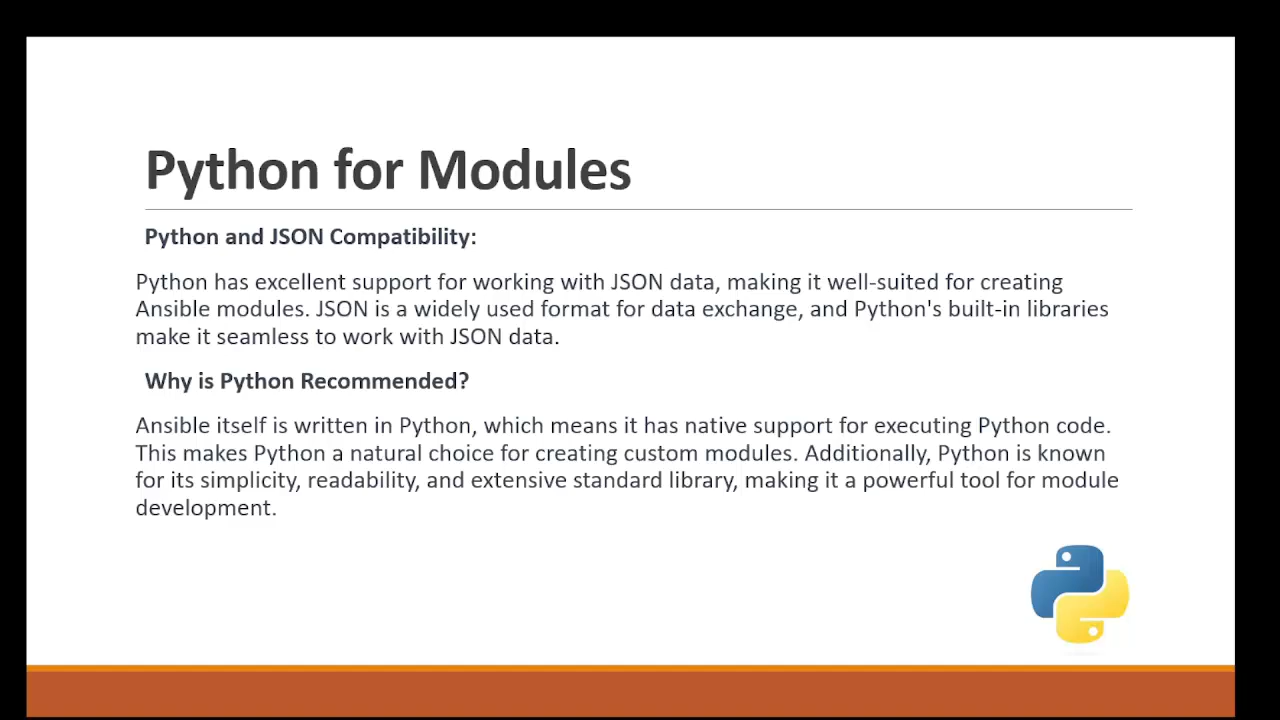 Python for Modules
Python and JSON Compatibility:
Python has excellent support for working with JSON data, making it well-suited for creating
Ansible modules. JSON is a widely used format for data exchange, and Python's built-in libraries
make it seamless to work with JSON data.
Why is Python Recommended?
Ansible itself is written in Python, which means it has native support for executing Python code.
This makes Python a natural choice for creating custom modules. Additionally, Python is known
for its simplicity, readability, and extensive standard library, making it a powerful tool for module
development.